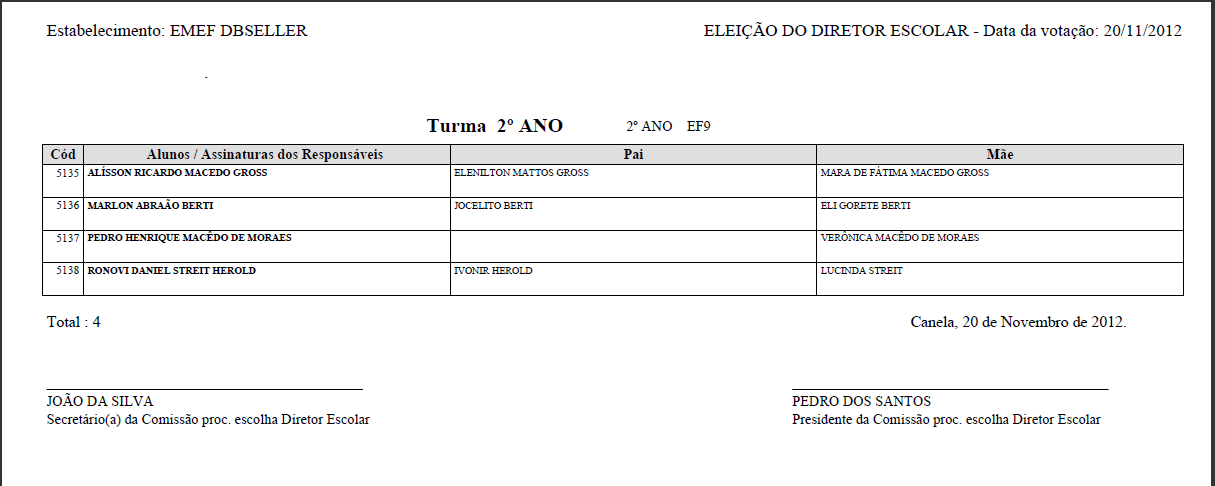 Estabelecimento: EMEF DBSELLER ELEIÇÃO DO DIRETOR ESCOLAR - Data da votação: 20/11/2012
.
Turma 2º ANO 2º ANO EF9
Cód Alunos / Assinaturas dos Responsáveis Pai Mãe
5135 ALÍSSON RICARDO MACEDO GROSS ELENILTON MATTOS GROSS MARA DE FÁTIMA MACEDO GROSS
5136 MARLON ABRAÃO BERTI JOCELITO BERTI ELI GORETE BERTI
5137 PEDRO HENRIQUE MACÊDO DE MORAES VERÔNICA MACÊDO DE MORAES
5138 RONOVI DANIEL STREIT HEROLD IVONIR HEROLD LUCINDA STREIT
Total : 4 Canela, 20 de Novembro de 2012.
JOÃO DA SILVA PEDRO DOS SANTOS
Secretário(a) da Comissão proc. escolha Diretor Escolar Presidente da Comissão proc. escolha Diretor Escolar